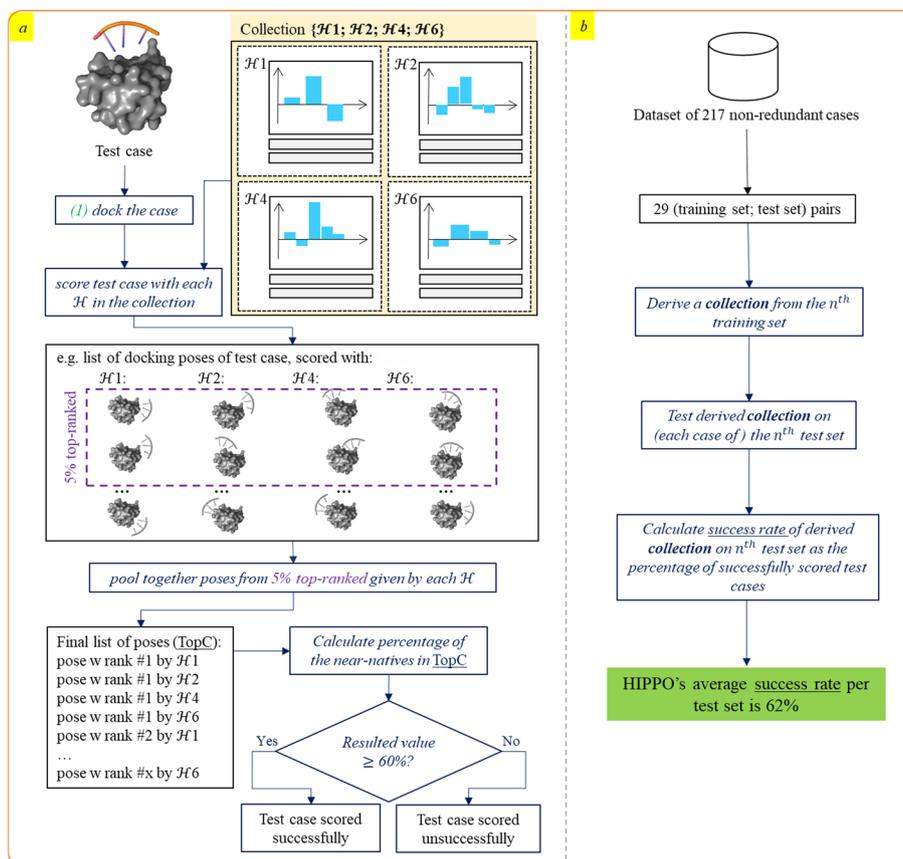 a
Test case
(1) dock the case
score test case with each
ℋ in the collection
Collection {ℋ1; ℋ2; ℋ4; ℋ6}
ℋ1
ℋ2
ℋ4
ℋ6
e.g. list of docking poses of test case, scored with:
ℋ1: ℋ2: ℋ4: ℋ6:
5% top-ranked
... ... ... ...
pool together poses from 5% top-ranked given by each ℋ
Final list of poses (TopC):
pose w rank #1 by ℋ1
pose w rank #1 by ℋ2
pose w rank #1 by ℋ4
pose w rank #1 by ℋ6
pose w rank #2 by ℋ1
...
pose w rank #x by ℋ6
Calculate percentage of
the near-natives in TopC
Resulted value
≥ 60%?
Yes
No
Test case scored
successfully
Test case scored
unsuccessfully
b
Dataset of 217 non-redundant cases
29 (training set; test set) pairs
Derive a collection from the nᵗʰ
training set
Test derived collection on
(each case of ) the nᵗʰ test set
Calculate success rate of derived
collection on nᵗʰ test set as the
percentage of successfully scored test
cases
HIPPO's average success rate per
test set is 62%